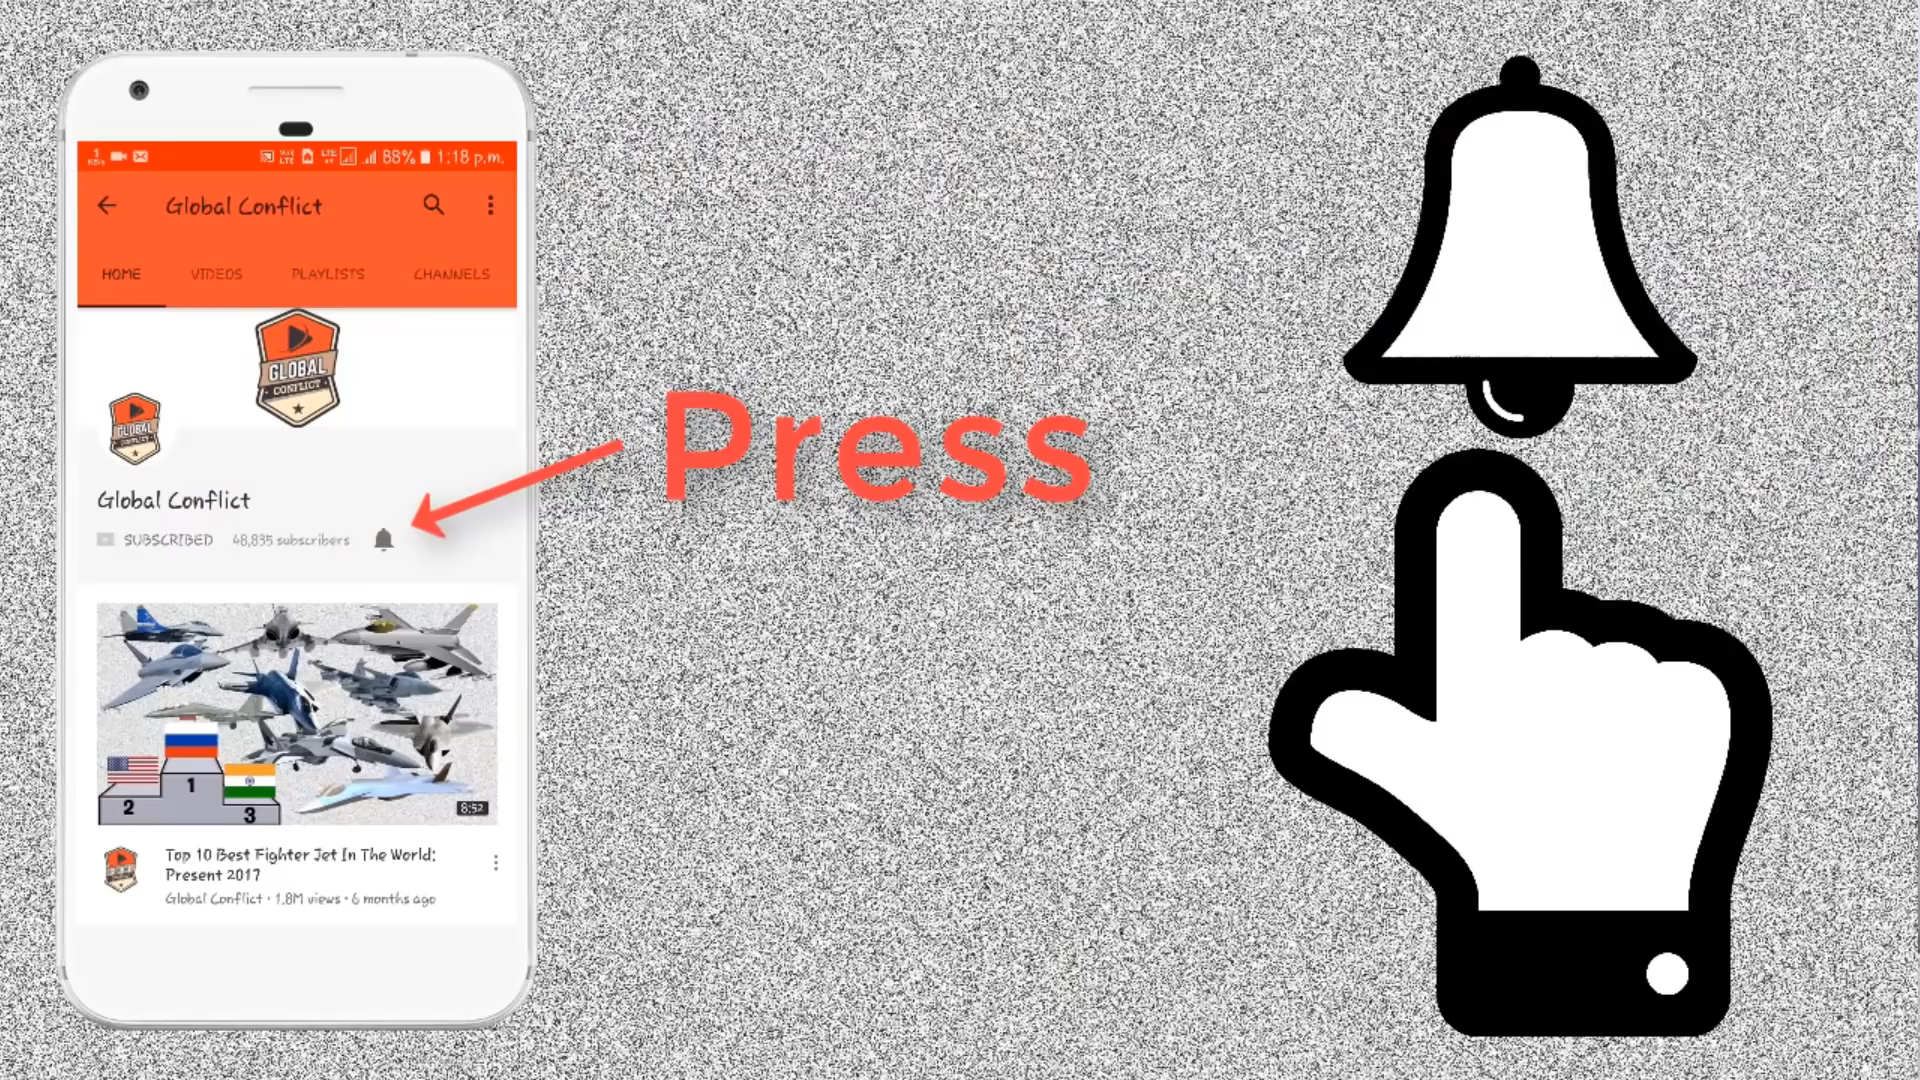 88% 1:18 p.m.
Global Conflict
HOME VIDEOS PLAYLISTS CHANNELS
GLOBAL
CONFLICT
GLOBAL
CONFLICT
Press
Global Conflict
SUBSCRIBED 48,835 subscribers
1
2
3
8:52
Top 10 Best Fighter Jet In The World:
Present 2017
Global Conflict • 1.8M views • 6 months ago